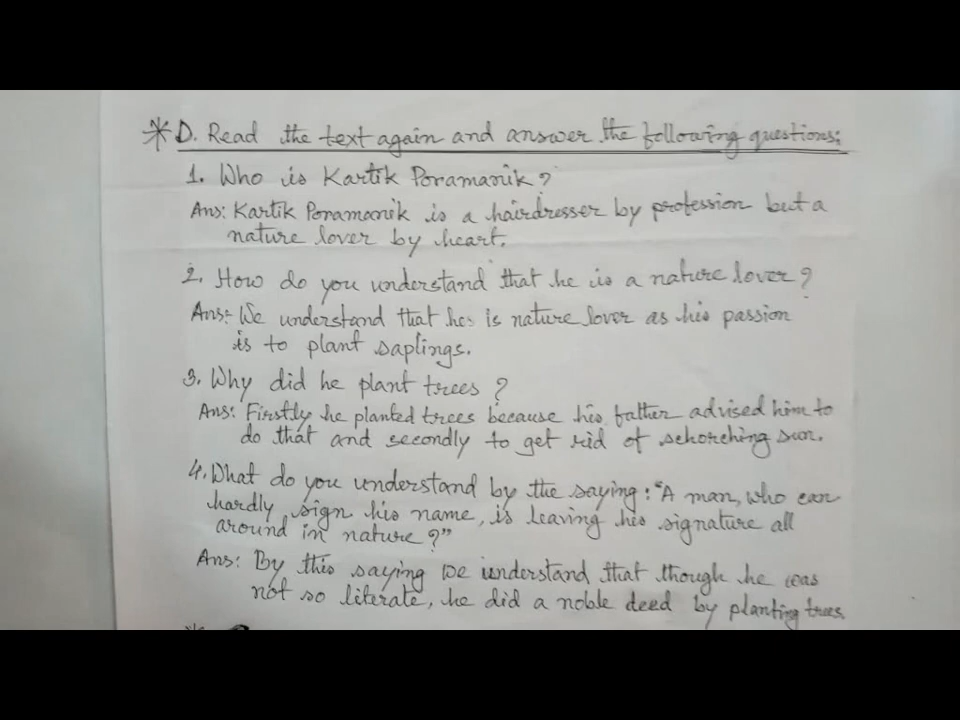 * D. Read the text again and answer the following questions:
1. Who is Kartik Poramanik?
Ans: Kartik Poramanik is a hairdresser by profession but a
nature lover by heart.
2. How do you understand that he is a nature lover?
Ans:- We understand that he is nature lover as his passion
is to plant saplings.
3. Why did he plant trees?
Ans: Firstly he planted trees because his father advised him to
do that and secondly to get rid of schorching sun.
4. What do you understand by the saying: "A man, who can
hardly sign his name, is leaving his signature all
around in nature?"
Ans: By this saying we understand that though he was
not so literate, he did a noble deed by planting trees.